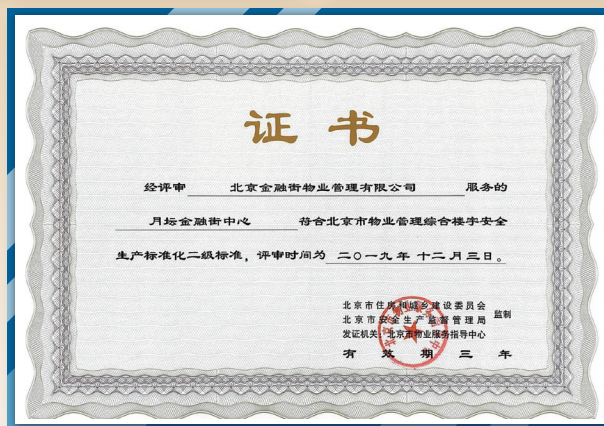 证书
经评审 北京金融街物业管理有限公司 服务的
月坛金融街中心 符合北京市物业管理综合楼宇安全
生产标准化二级标准，评审时间为 二〇一九年十二月三日。
北京市住房和城乡建设委员会
北京市安全生产监督管理局 监制
发证机关：北京市物业服务指导中心
有效期三年